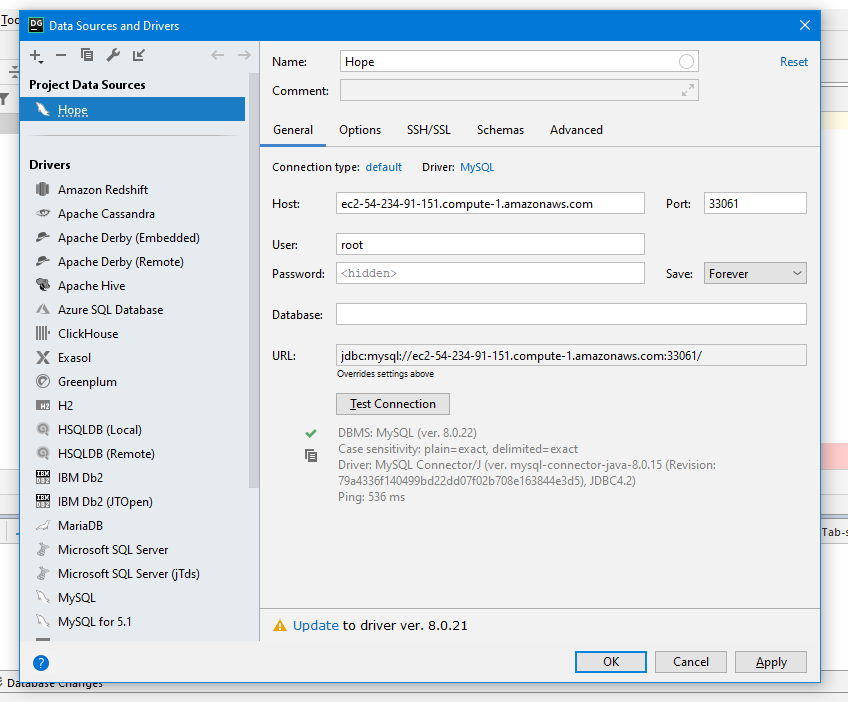 Too
DG Data Sources and Drivers
Project Data Sources
Hope
Drivers
Amazon Redshift
Apache Cassandra
Apache Derby (Embedded)
Apache Derby (Remote)
Apache Hive
Azure SQL Database
ClickHouse
Exasol
Greenplum
H2 H2
HSQLDB (Local)
HSQLDB (Remote)
IBM DB2 IBM Db2
IBM DB2 IBM Db2 (JTOpen)
MariaDB
Microsoft SQL Server
Microsoft SQL Server (jTds)
MySQL
MySQL for 5.1
?
Name: Hope Reset
Comment:
General Options SSH/SSL Schemas Advanced
Connection type: default Driver: MySQL
Host: ec2-54-234-91-151.compute-1.amazonaws.com Port: 33061
User: root
Password: <hidden> Save: Forever
Database:
URL: jdbc:mysql://ec2-54-234-91-151.compute-1.amazonaws.com:33061/
Overrides settings above
Test Connection
DBMS: MySQL (ver. 8.0.22)
Case sensitivity: plain=exact, delimited=exact
Driver: MySQL Connector/J (ver. mysql-connector-java-8.0.15 (Revision:
79a4336f140499bd22dd07f02b708e163844e3d5), JDBC4.2)
Ping: 536 ms
Update to driver ver. 8.0.21
OK Cancel Apply
Tab-s
Database Changes